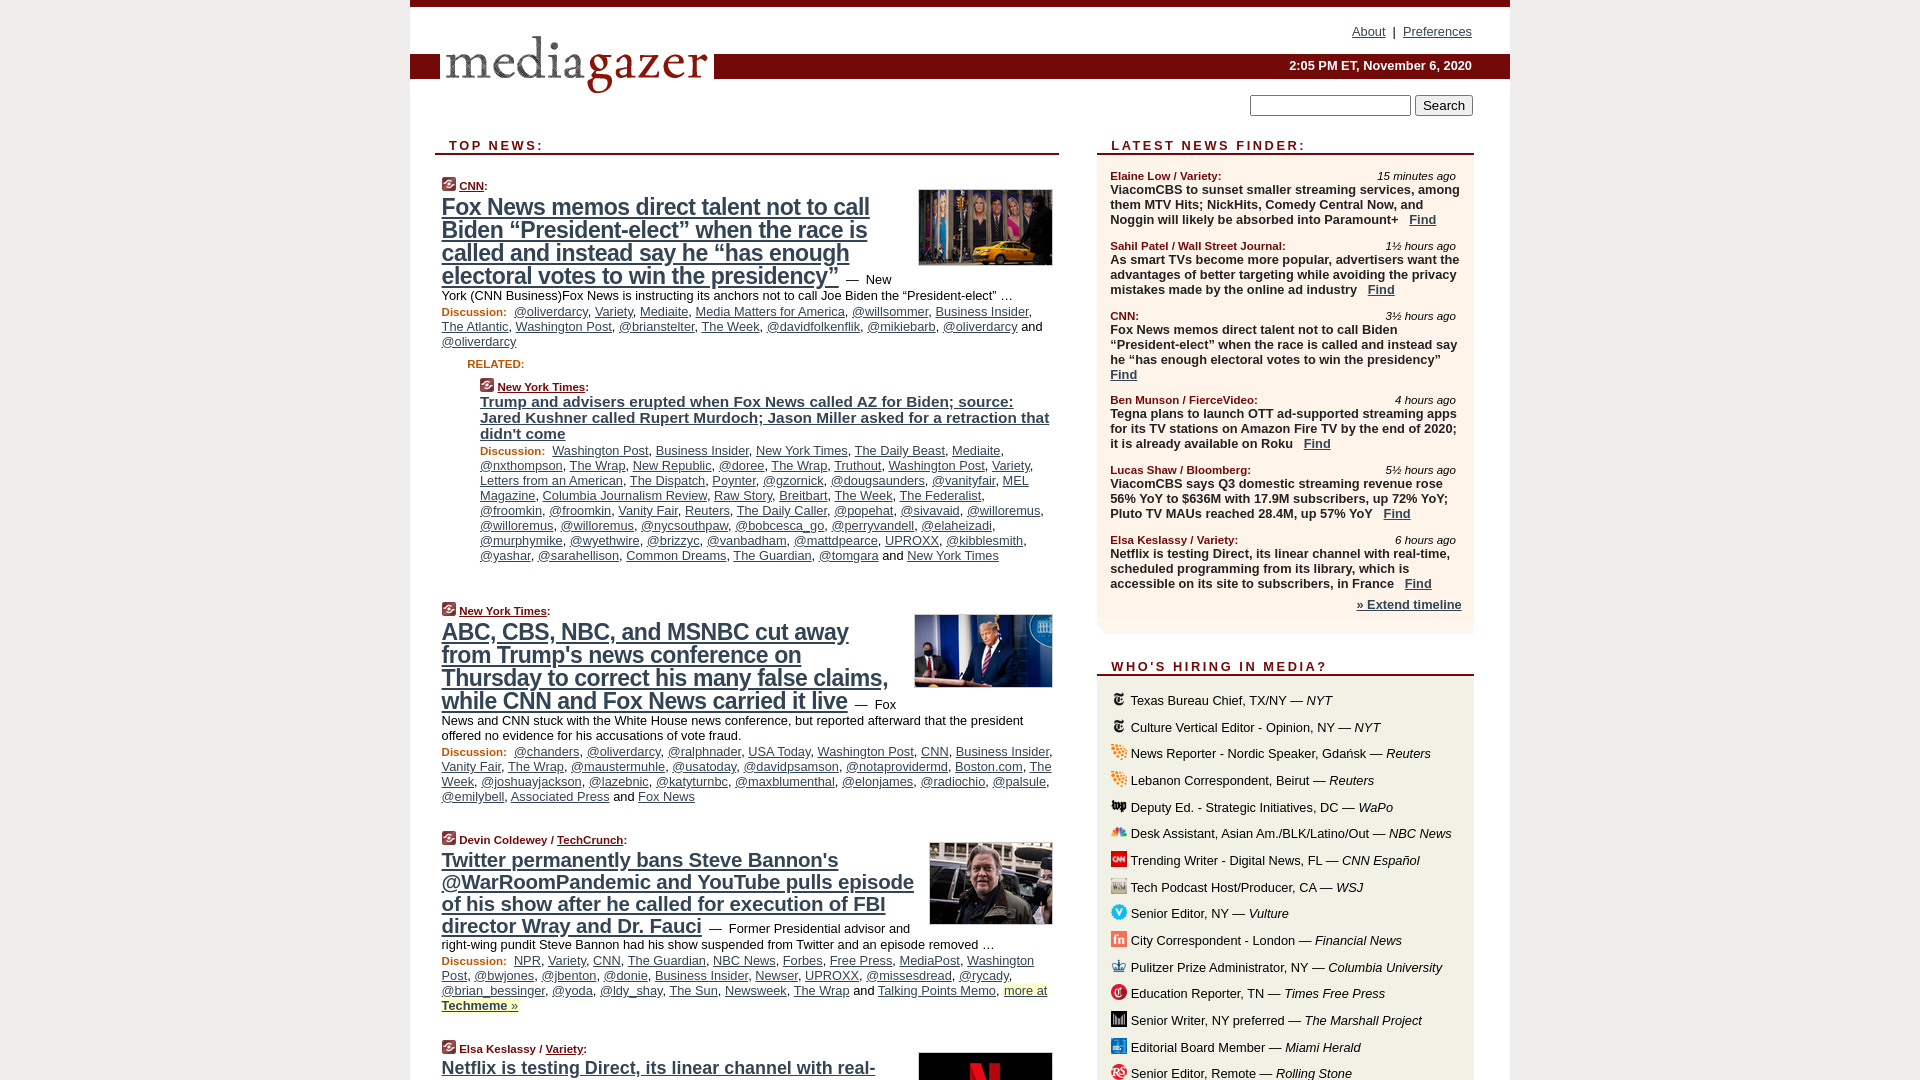 About | Preferences
mediagazer
2:05 PM ET, November 6, 2020
Search
TOP NEWS:
CNN:
Fox News memos direct talent not to call
Biden “President-elect” when the race is
called and instead say he “has enough
electoral votes to win the presidency” — New
York (CNN Business)Fox News is instructing its anchors not to call Joe Biden the “President-elect” …
Discussion: @oliverdarcy, Variety, Mediaite, Media Matters for America, @willsommer, Business Insider,
The Atlantic, Washington Post, @brianstelter, The Week, @davidfolkenflik, @mikiebarb, @oliverdarcy and
@oliverdarcy
RELATED:
New York Times:
Trump and advisers erupted when Fox News called AZ for Biden; source:
Jared Kushner called Rupert Murdoch; Jason Miller asked for a retraction that
didn't come
Discussion: Washington Post, Business Insider, New York Times, The Daily Beast, Mediaite,
@nxthompson, The Wrap, New Republic, @doree, The Wrap, Truthout, Washington Post, Variety,
Letters from an American, The Dispatch, Poynter, @gzornick, @dougsaunders, @vanityfair, MEL
Magazine, Columbia Journalism Review, Raw Story, Breitbart, The Week, The Federalist,
@froomkin, @froomkin, Vanity Fair, Reuters, The Daily Caller, @popehat, @sivavaid, @willoremus,
@willoremus, @willoremus, @nycsouthpaw, @bobcesca_go, @perryvandell, @elaheizadi,
@murphymike, @wyethwire, @brizzyc, @vanbadham, @mattdpearce, UPROXX, @kibblesmith,
@yashar, @sarahellison, Common Dreams, The Guardian, @tomgara and New York Times
New York Times:
ABC, CBS, NBC, and MSNBC cut away
from Trump's news conference on
Thursday to correct his many false claims,
while CNN and Fox News carried it live — Fox
News and CNN stuck with the White House news conference, but reported afterward that the president
offered no evidence for his accusations of vote fraud.
Discussion: @chanders, @oliverdarcy, @ralphnader, USA Today, Washington Post, CNN, Business Insider,
Vanity Fair, The Wrap, @maustermuhle, @usatoday, @davidpsamson, @notaprovidermd, Boston.com, The
Week, @joshuayjackson, @lazebnic, @katyturnbc, @maxblumenthal, @elonjames, @radiochio, @palsule,
@emilybell, Associated Press and Fox News
Devin Coldewey / TechCrunch:
Twitter permanently bans Steve Bannon's
@WarRoomPandemic and YouTube pulls episode
of his show after he called for execution of FBI
director Wray and Dr. Fauci — Former Presidential advisor and
right-wing pundit Steve Bannon had his show suspended from Twitter and an episode removed …
Discussion: NPR, Variety, CNN, The Guardian, NBC News, Forbes, Free Press, MediaPost, Washington
Post, @bwjones, @jbenton, @donie, Business Insider, Newser, UPROXX, @missesdread, @rycady,
@brian_bessinger, @yoda, @ldy_shay, The Sun, Newsweek, The Wrap and Talking Points Memo, more at
Techmeme »
Elsa Keslassy / Variety:
Netflix is testing Direct, its linear channel with real-
LATEST NEWS FINDER:
Elaine Low / Variety: 15 minutes ago
ViacomCBS to sunset smaller streaming services, among
them MTV Hits; NickHits, Comedy Central Now, and
Noggin will likely be absorbed into Paramount+ Find
Sahil Patel / Wall Street Journal: 1½ hours ago
As smart TVs become more popular, advertisers want the
advantages of better targeting while avoiding the privacy
mistakes made by the online ad industry Find
CNN: 3½ hours ago
Fox News memos direct talent not to call Biden
“President-elect” when the race is called and instead say
he “has enough electoral votes to win the presidency”
Find
Ben Munson / FierceVideo: 4 hours ago
Tegna plans to launch OTT ad-supported streaming apps
for its TV stations on Amazon Fire TV by the end of 2020;
it is already available on Roku Find
Lucas Shaw / Bloomberg: 5½ hours ago
ViacomCBS says Q3 domestic streaming revenue rose
56% YoY to $636M with 17.9M subscribers, up 72% YoY;
Pluto TV MAUs reached 28.4M, up 57% YoY Find
Elsa Keslassy / Variety: 6 hours ago
Netflix is testing Direct, its linear channel with real-time,
scheduled programming from its library, which is
accessible on its site to subscribers, in France Find
» Extend timeline
WHO'S HIRING IN MEDIA?
Texas Bureau Chief, TX/NY — NYT
Culture Vertical Editor - Opinion, NY — NYT
News Reporter - Nordic Speaker, Gdańsk — Reuters
Lebanon Correspondent, Beirut — Reuters
Deputy Ed. - Strategic Initiatives, DC — WaPo
Desk Assistant, Asian Am./BLK/Latino/Out — NBC News
Trending Writer - Digital News, FL — CNN Español
Tech Podcast Host/Producer, CA — WSJ
Senior Editor, NY — Vulture
City Correspondent - London — Financial News
Pulitzer Prize Administrator, NY — Columbia University
Education Reporter, TN — Times Free Press
Senior Writer, NY preferred — The Marshall Project
Editorial Board Member — Miami Herald
Senior Editor, Remote — Rolling Stone